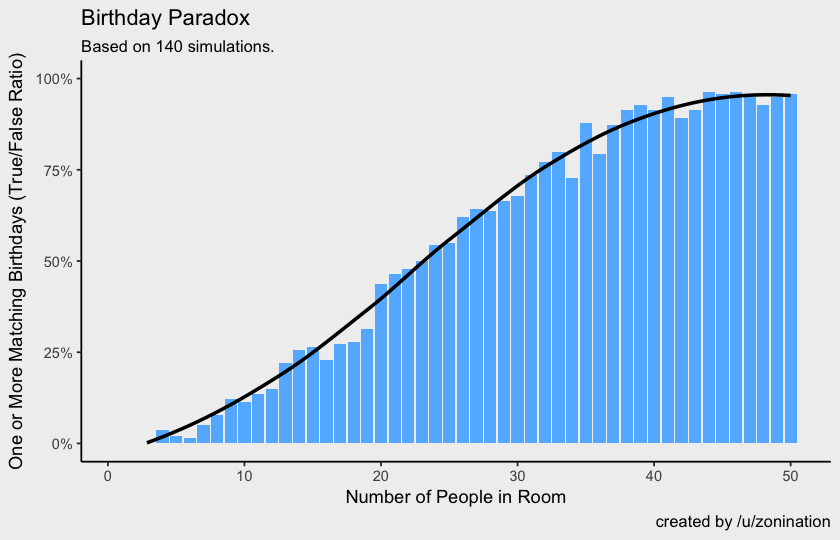 Birthday Paradox
Based on 140 simulations.
One or More Matching Birthdays (True/False Ratio)
100%
75%
50%
25%
0%
0 10 20 30 40 50
Number of People in Room
created by /u/zonination